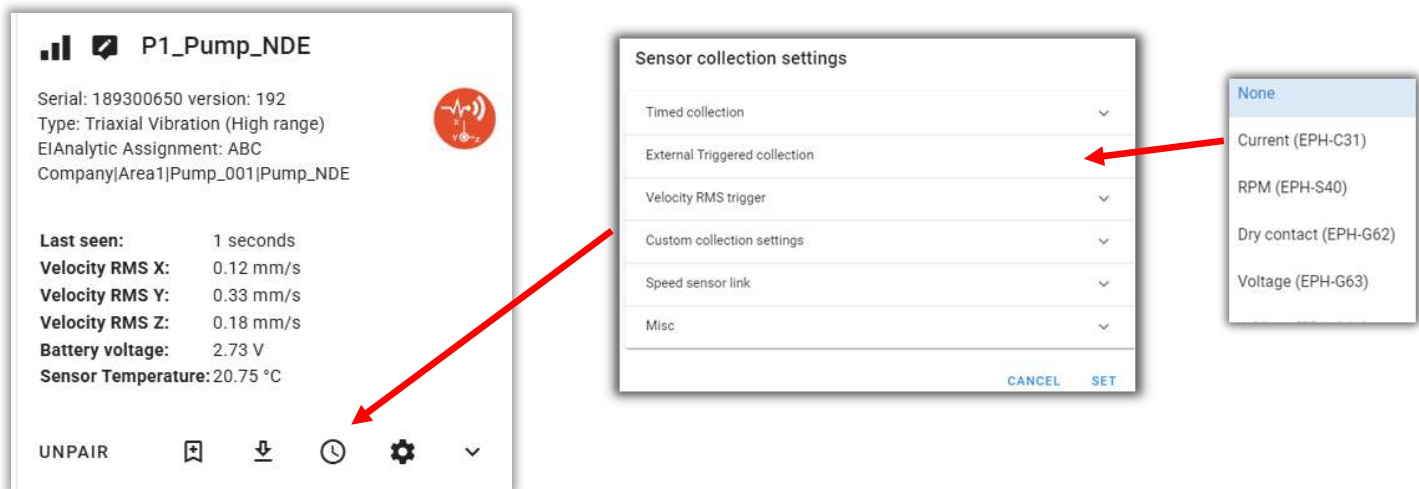 P1_Pump_NDE
Serial: 189300650 version: 192
Type: Triaxial Vibration (High range)
EIAnalytic Assignment: ABC
Company|Area1|Pump_001|Pump_NDE
Last seen: 1 seconds
Velocity RMS X: 0.12 mm/s
Velocity RMS Y: 0.33 mm/s
Velocity RMS Z: 0.18 mm/s
Battery voltage: 2.73 V
Sensor Temperature: 20.75 °C
UNPAIR
Sensor collection settings
Timed collection
External Triggered collection
Velocity RMS trigger
Custom collection settings
Speed sensor link
Misc
CANCEL SET
None
Current (EPH-C31)
RPM (EPH-S40)
Dry contact (EPH-G62)
Voltage (EPH-G63)